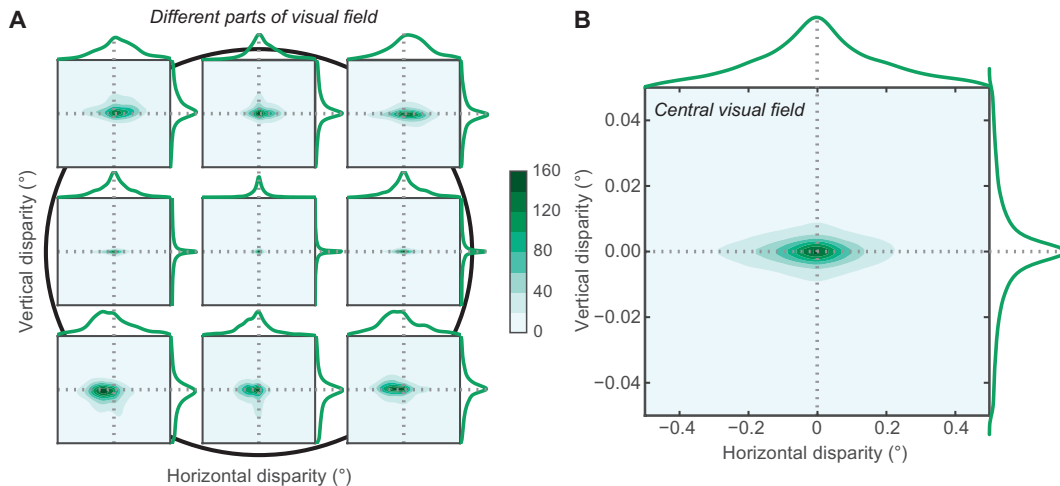 A
Different parts of visual field
Vertical disparity (°)
Horizontal disparity (°)
160
120
80
40
0
B
Central visual field
Vertical disparity (°)
0.04
0.02
0.00
−0.02
−0.04
−0.4
−0.2
0
0.2
0.4
Horizontal disparity (°)